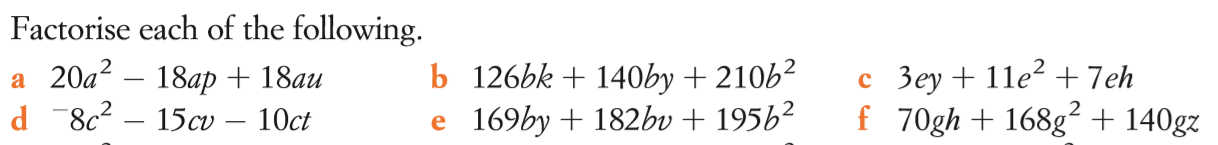 Factorise each of the following.
a 20a² – 18ap + 18au b 126bk + 140by + 210b² c 3ey + 11e² + 7eh
d ⁻8c² – 15cv – 10ct e 169by + 182bv + 195b² f 70gh + 168g² + 140gz